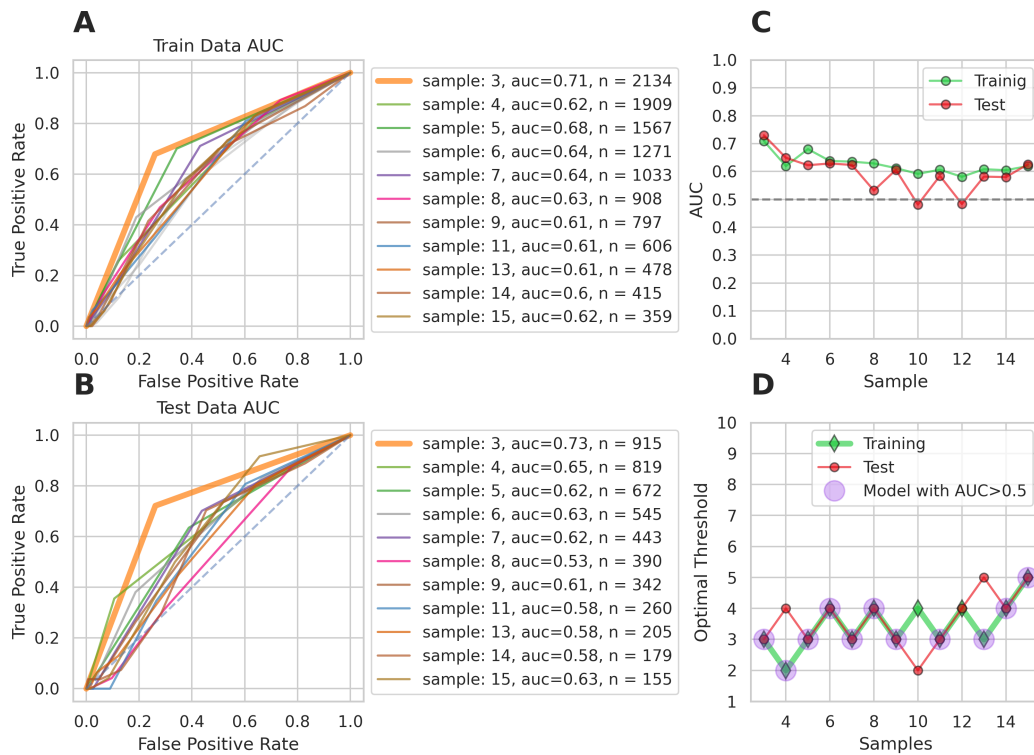 A
Train Data AUC
True Positive Rate
1.0
0.8
0.6
0.4
0.2
0.0
0.0 0.2 0.4 0.6 0.8 1.0
False Positive Rate
sample: 3, auc=0.71, n = 2134
sample: 4, auc=0.62, n = 1909
sample: 5, auc=0.68, n = 1567
sample: 6, auc=0.64, n = 1271
sample: 7, auc=0.64, n = 1033
sample: 8, auc=0.63, n = 908
sample: 9, auc=0.61, n = 797
sample: 11, auc=0.61, n = 606
sample: 13, auc=0.61, n = 478
sample: 14, auc=0.6, n = 415
sample: 15, auc=0.62, n = 359
B
Test Data AUC
True Positive Rate
1.0
0.8
0.6
0.4
0.2
0.0
0.0 0.2 0.4 0.6 0.8 1.0
False Positive Rate
sample: 3, auc=0.73, n = 915
sample: 4, auc=0.65, n = 819
sample: 5, auc=0.62, n = 672
sample: 6, auc=0.63, n = 545
sample: 7, auc=0.62, n = 443
sample: 8, auc=0.53, n = 390
sample: 9, auc=0.61, n = 342
sample: 11, auc=0.58, n = 260
sample: 13, auc=0.58, n = 205
sample: 14, auc=0.58, n = 179
sample: 15, auc=0.63, n = 155
C
AUC
1.0
0.9
0.8
0.7
0.6
0.5
0.4
0.3
0.2
0.1
0.0
4 6 8 10 12 14
Sample
Trainig
Test
D
Optimal Threshold
10
9
8
7
6
5
4
3
2
1
4 6 8 10 12 14
Samples
Training
Test
Model with AUC>0.5